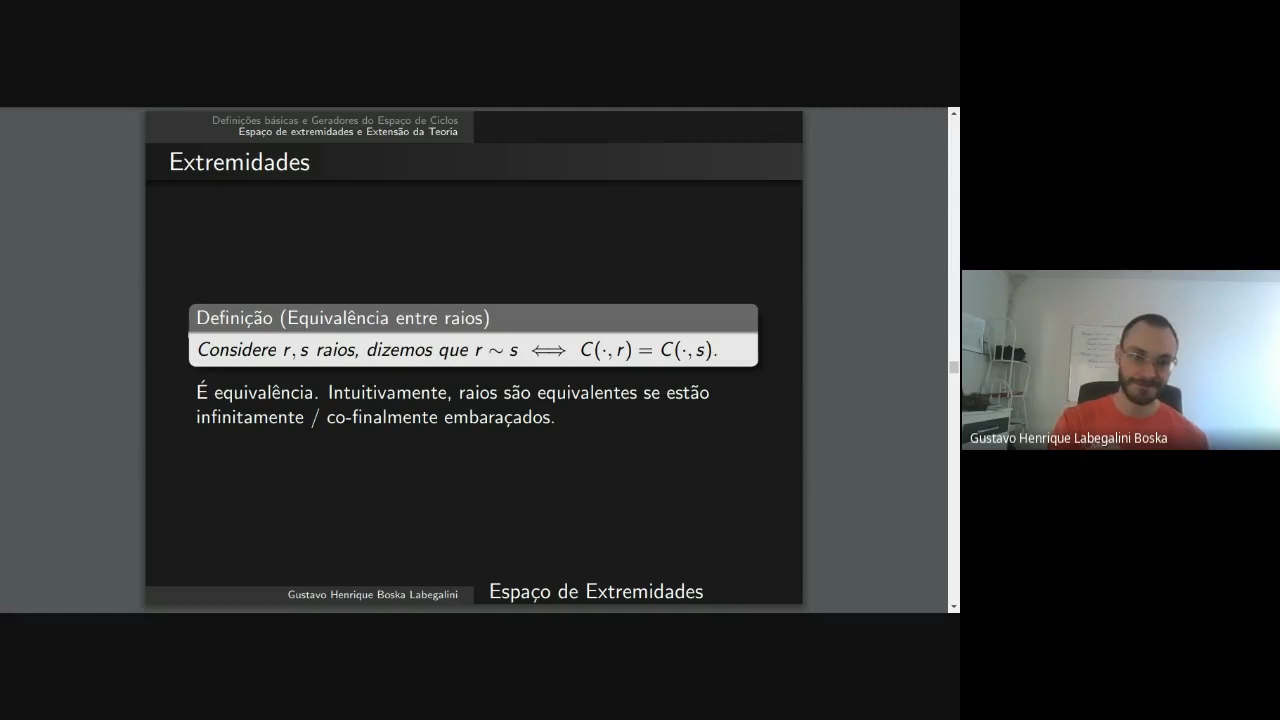 Definições básicas e Geradores do Espaço de Ciclos
Espaço de extremidades e Extensão da Teoria
Extremidades
Definição (Equivalência entre raios)
Considere r, s raios, dizemos que r ∼ s ⟺ C(·, r) = C(·, s).
É equivalência. Intuitivamente, raios são equivalentes se estão
infinitamente / co-finalmente embaraçados.
Gustavo Henrique Boska Labegalini
Espaço de Extremidades
Gustavo Henrique Labegalini Boska